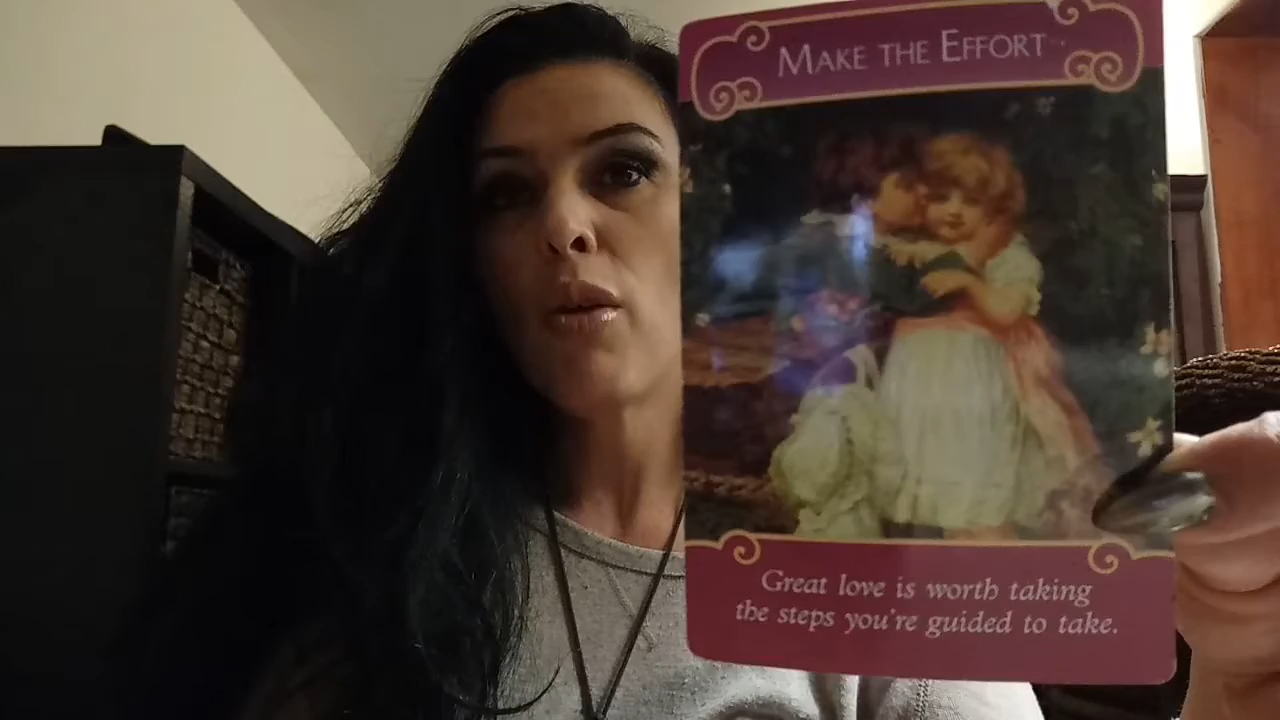 MAKE THE EFFORT
Great love is worth taking
the steps you're guided to take.